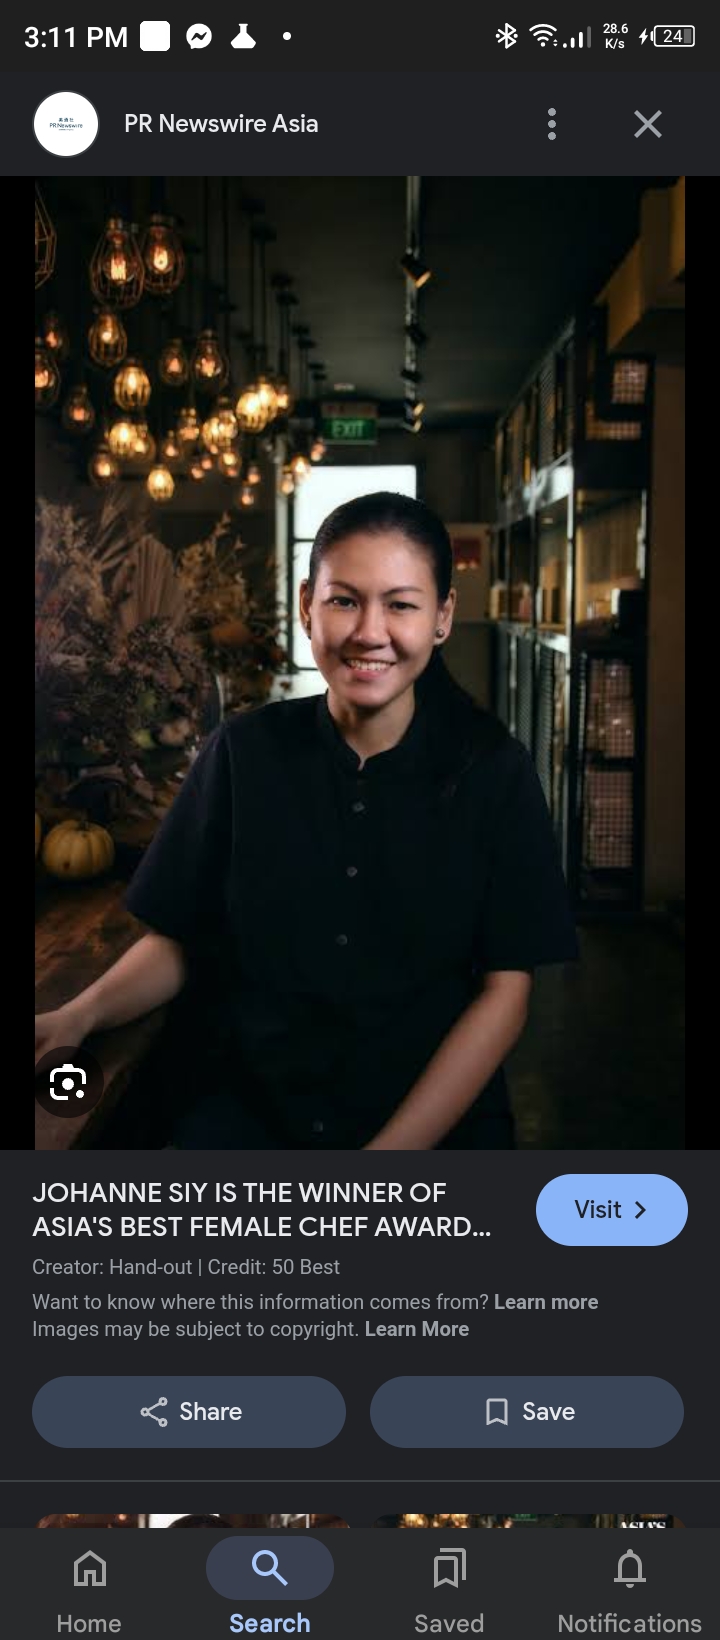 3:11 PM
28.6
K/s
24
PRNewswire
PR Newswire Asia
EXIT
JOHANNE SIY IS THE WINNER OF
ASIA'S BEST FEMALE CHEF AWARD...
Visit
Creator: Hand-out | Credit: 50 Best
Want to know where this information comes from? Learn more
Images may be subject to copyright. Learn More
Share
Save
Home
Search
Saved
Notifications